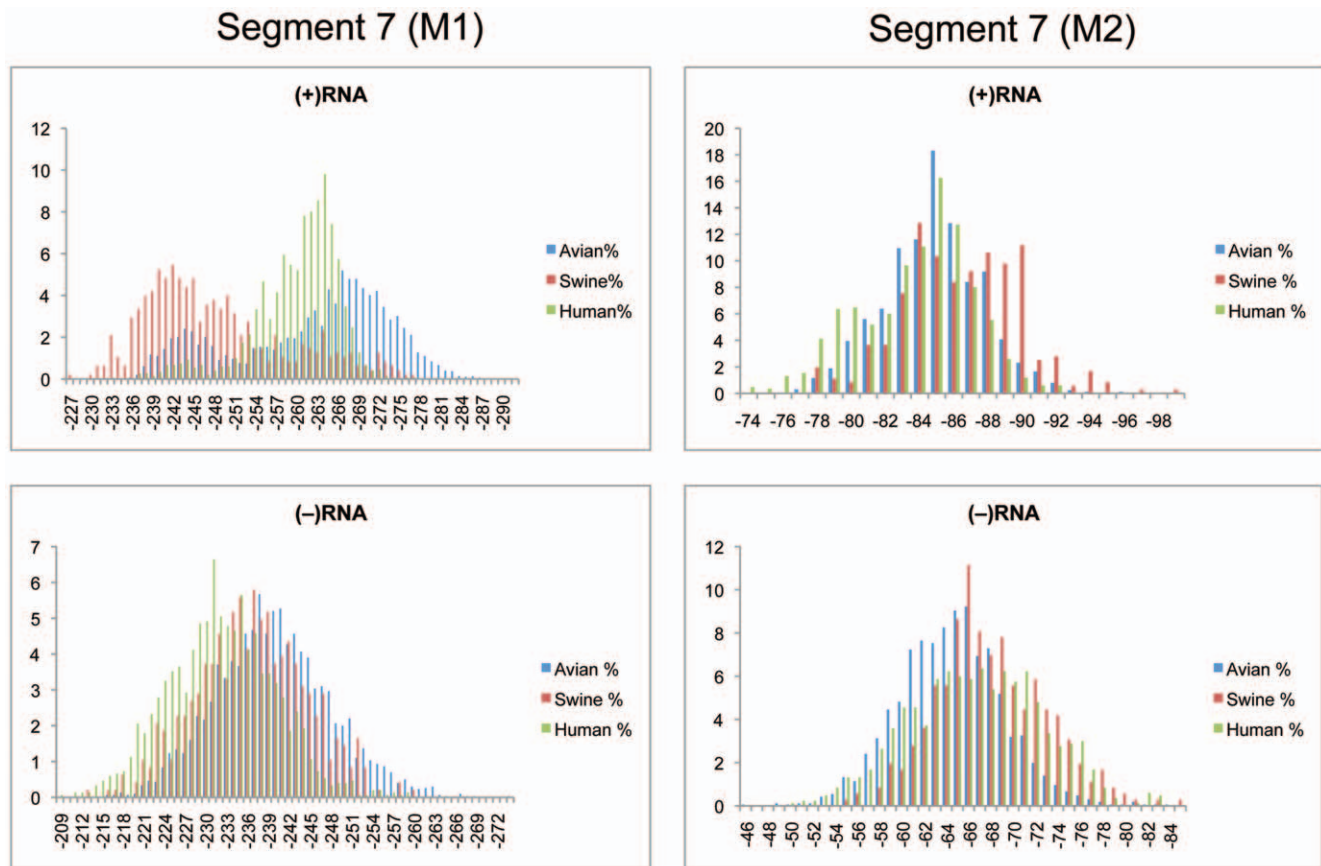 Segment 7 (M1)
Segment 7 (M2)
(+)RNA
12
10
8
6
4
2
0
-227 -230 -233 -236 -239 -242 -245 -248 -251 -254 -257 -260 -263 -266 -269 -272 -275 -278 -281 -284 -287 -290
Avian%
Swine%
Human%
(+)RNA
20
18
16
14
12
10
8
6
4
2
0
-74 -76 -78 -80 -82 -84 -86 -88 -90 -92 -94 -96 -98
Avian %
Swine %
Human %
(–)RNA
7
6
5
4
3
2
1
0
-209 -212 -215 -218 -221 -224 -227 -230 -233 -236 -239 -242 -245 -248 -251 -254 -257 -260 -263 -266 -269 -272
Avian %
Swine %
Human %
(–)RNA
12
10
8
6
4
2
0
-46 -48 -50 -52 -54 -56 -58 -60 -62 -64 -66 -68 -70 -72 -74 -76 -78 -80 -82 -84
Avian %
Swine %
Human %